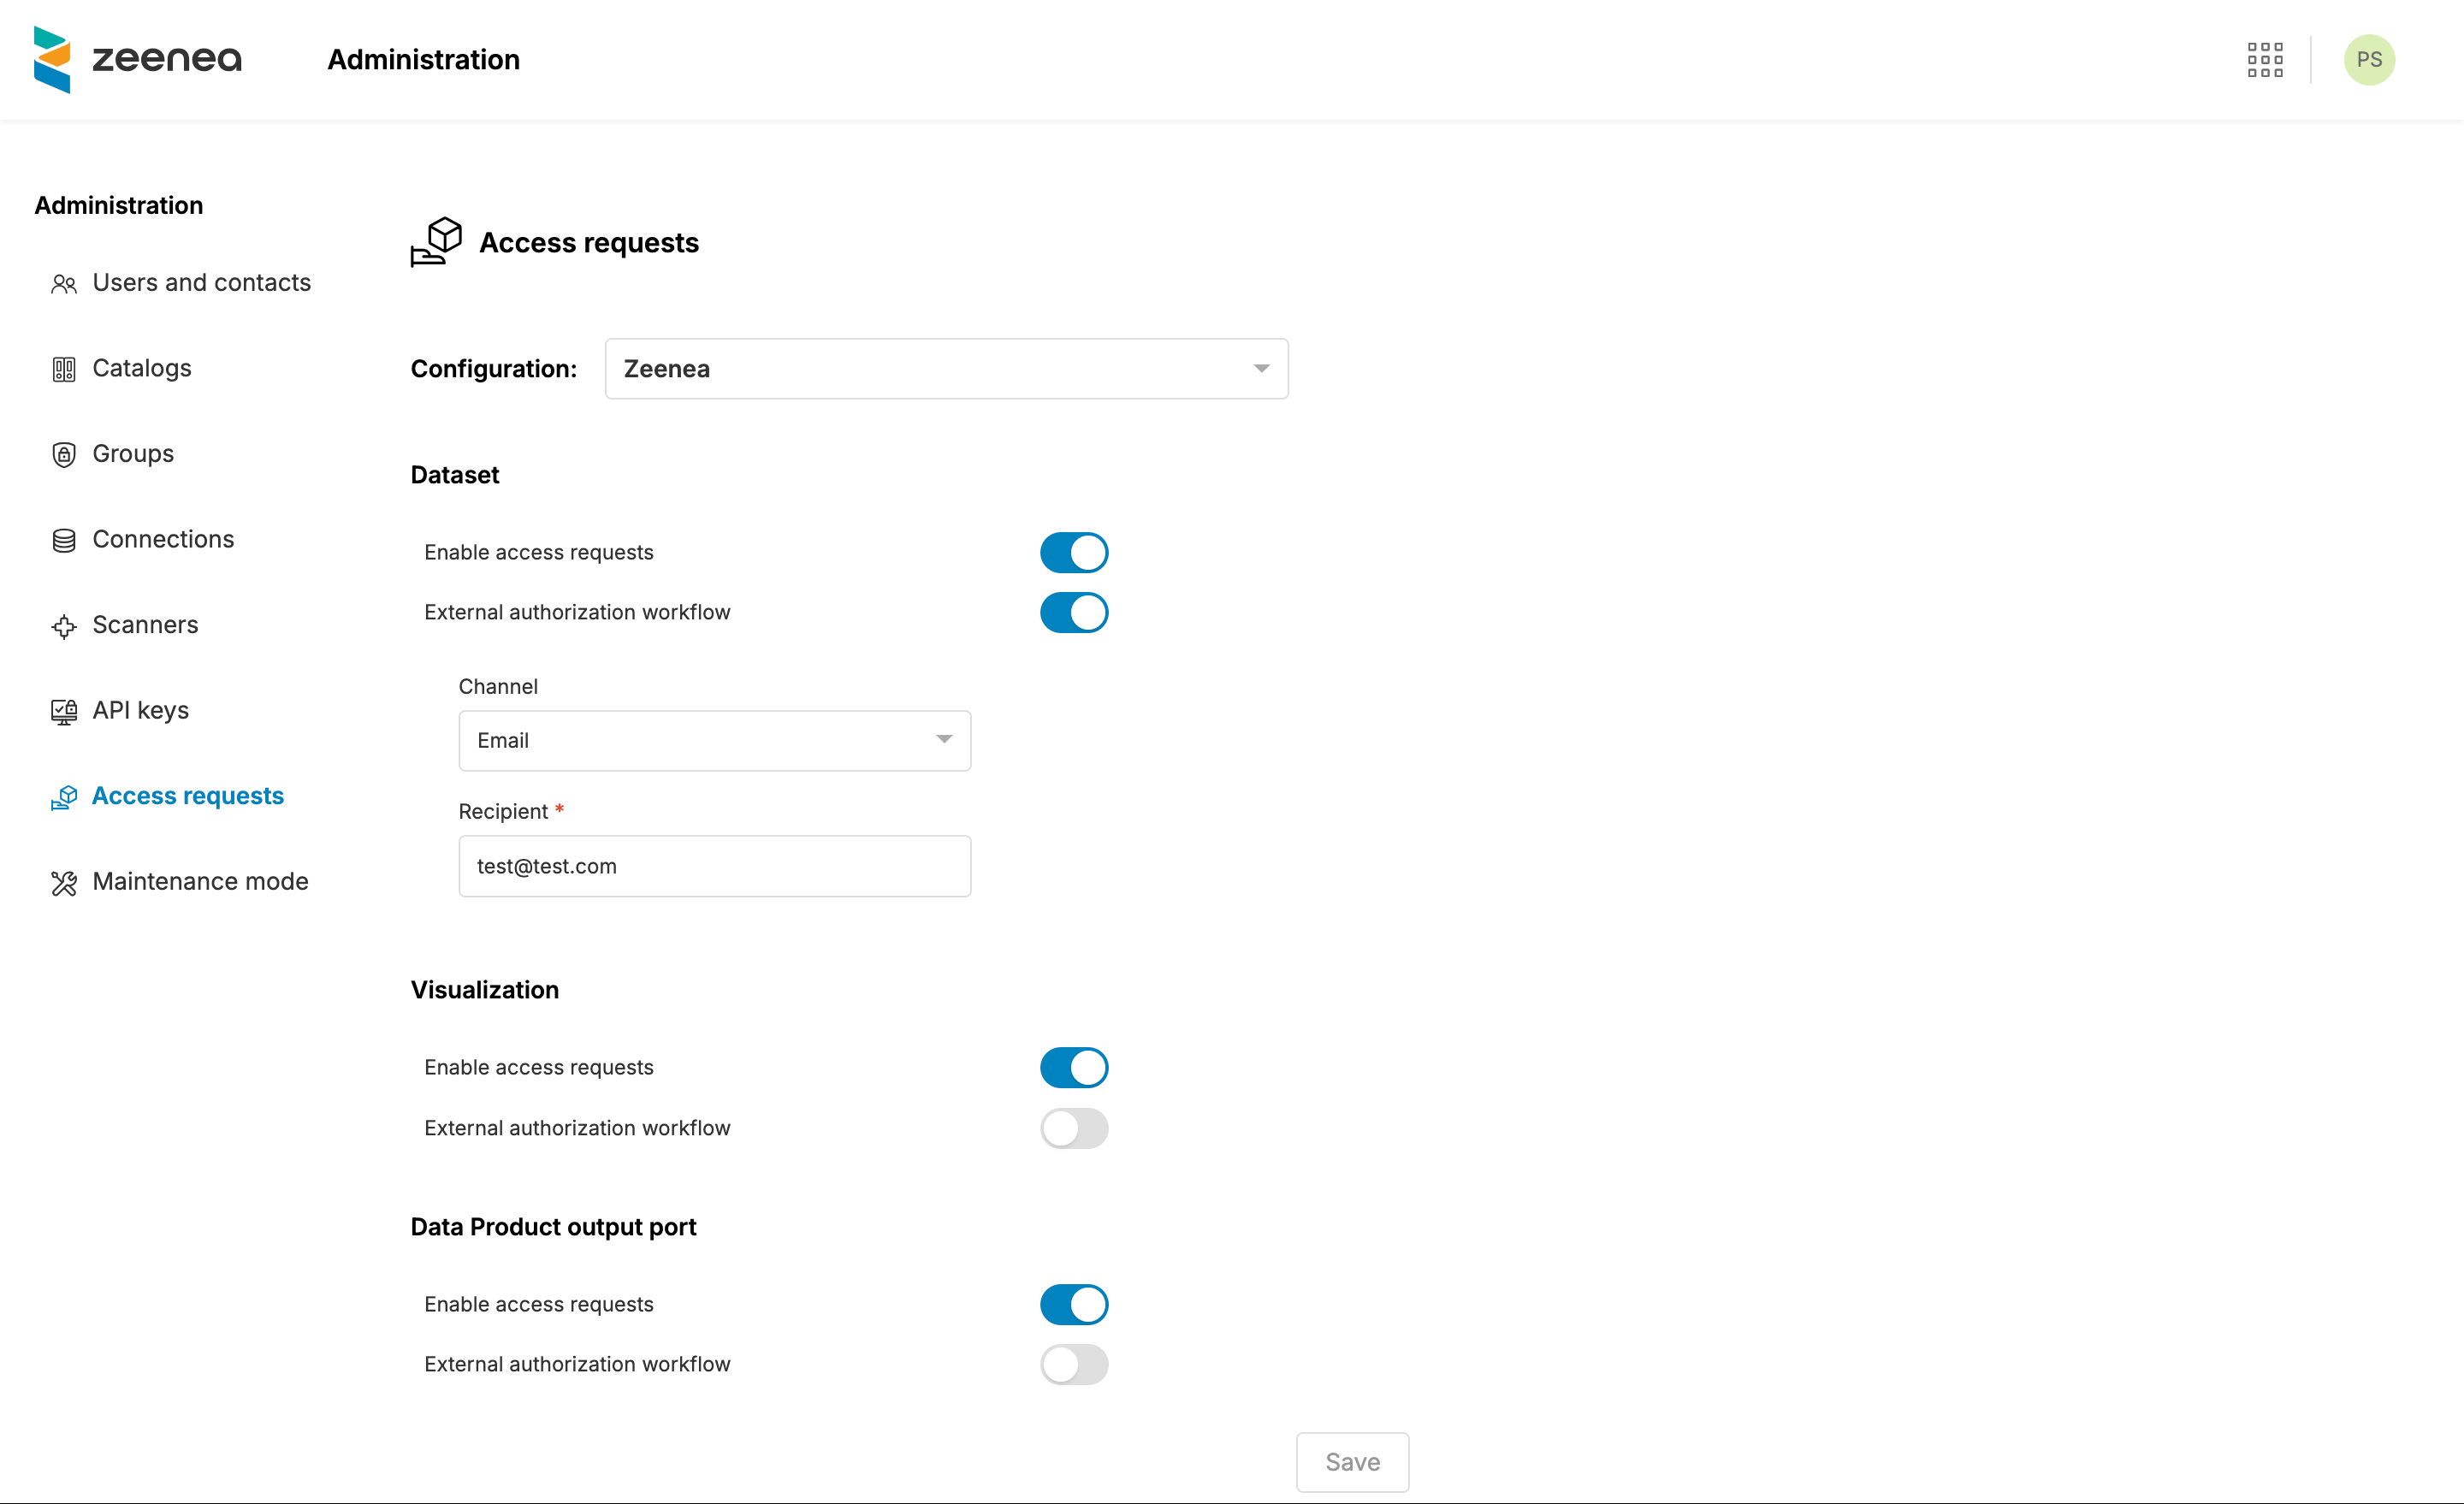 zeenea
Administration
PS
Administration
Users and contacts
Catalogs
Groups
Connections
Scanners
API keys
Access requests
Maintenance mode
Access requests
Configuration: Zeenea
Dataset
Enable access requests
External authorization workflow
Channel
Email
Recipient *
test@test.com
Visualization
Enable access requests
External authorization workflow
Data Product output port
Enable access requests
External authorization workflow
Save